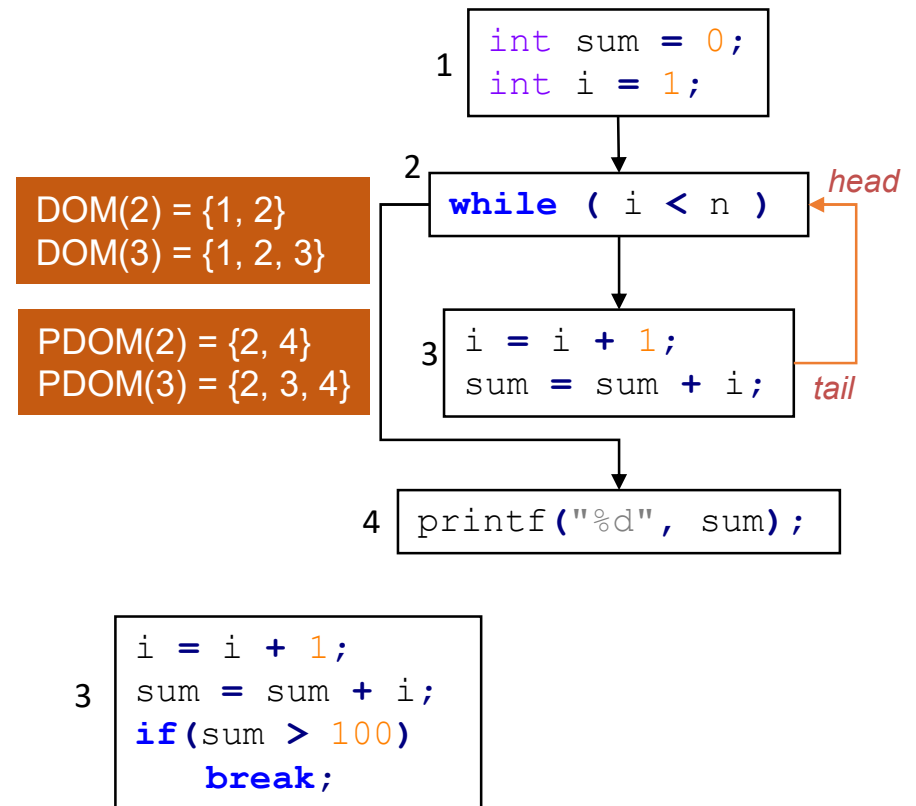 1
int sum = 0;
int i = 1;
2
while ( i < n )
head
DOM(2) = {1, 2}
DOM(3) = {1, 2, 3}
PDOM(2) = {2, 4}
PDOM(3) = {2, 3, 4}
3
i = i + 1;
sum = sum + i;
tail
4
printf("%d", sum);
3
i = i + 1;
sum = sum + i;
if(sum > 100)
break;